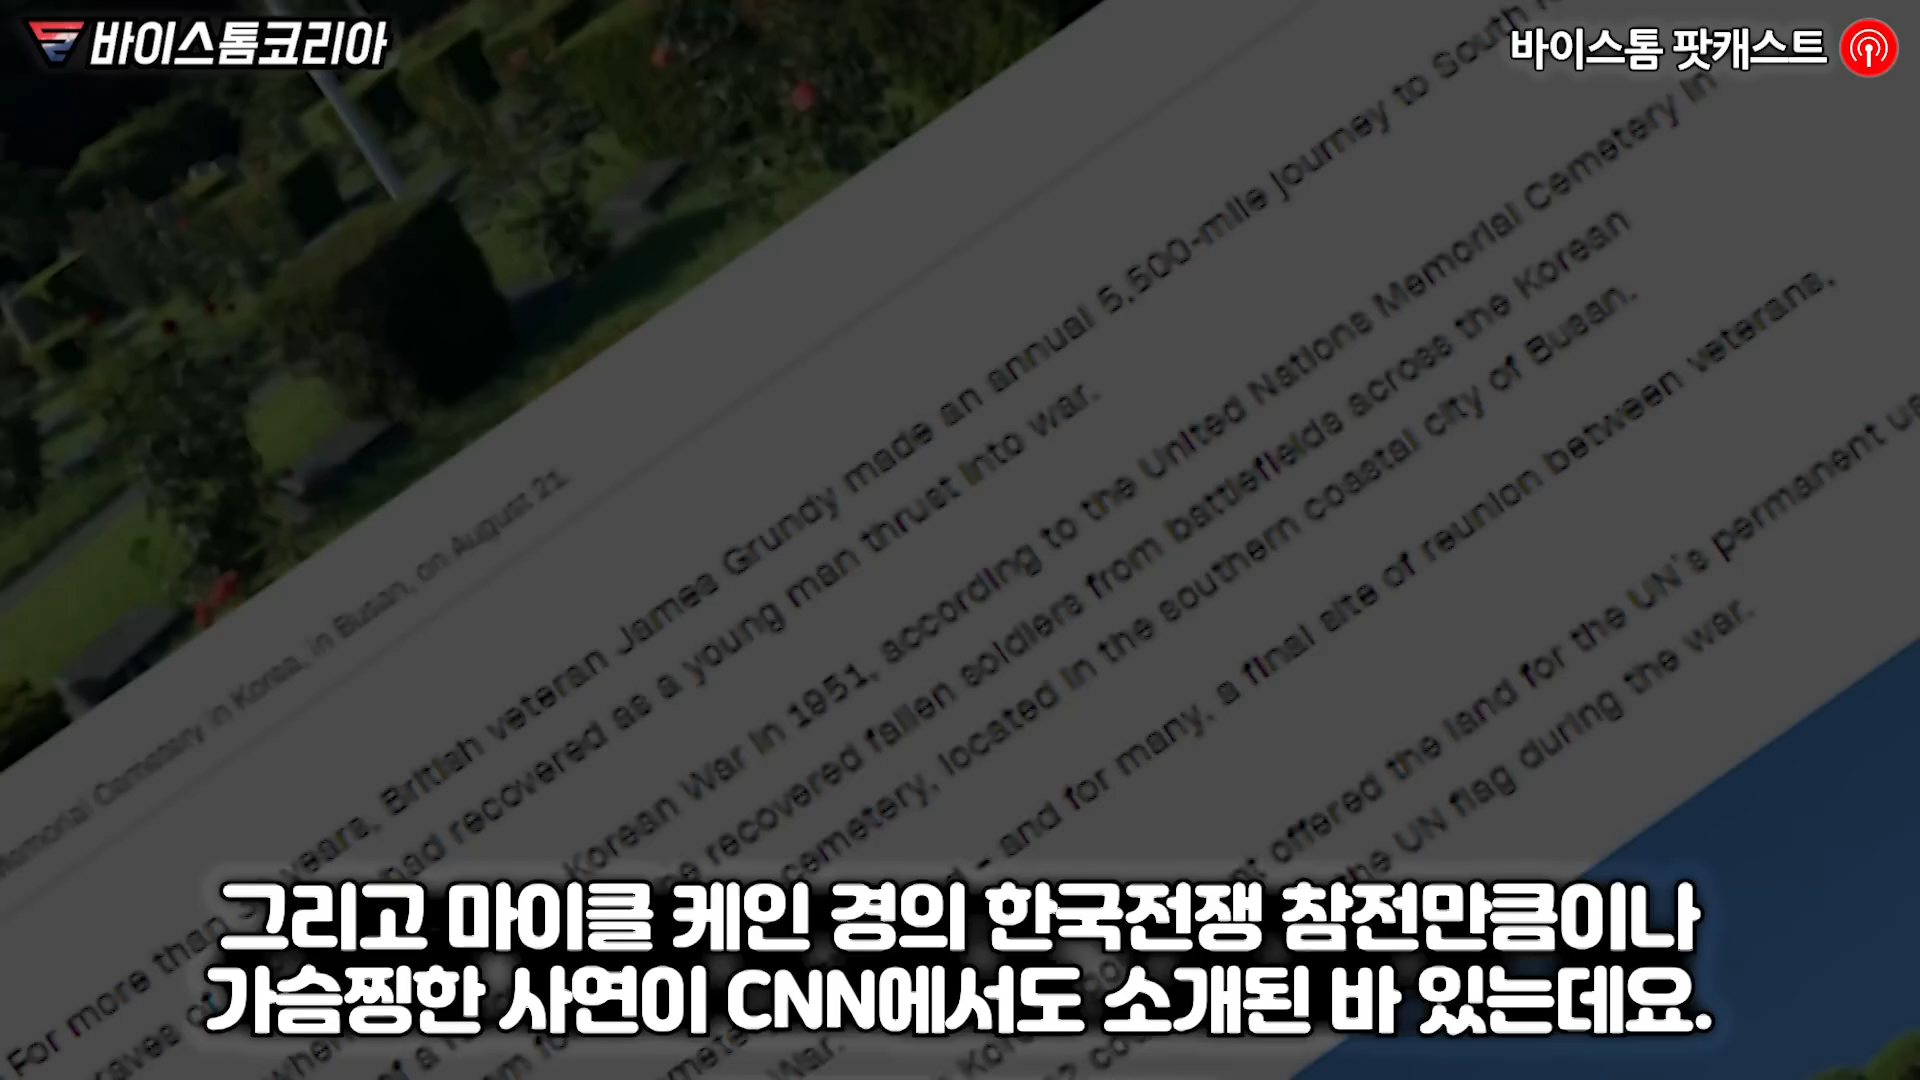 바이스톰코리아
바이스톰 팟캐스트
Memorial Cemetery in Korea, in Busan, on August 21.
For more than years, British veteran James Grundy made an annual 5,500-mile journey to South
graves of had recovered as a young man thrust into war.
when Korean War in 1951, according to the United Nations Memorial Cemetery in
of a recovered fallen soldiers from battlefields across the Korean
cemetery, located in the southern coastal city of Busan.
- and for many, a final site of reunion between veterans,
offered the land for the UN's permanent
the UN flag during the war.
War.
그리고 마이클 케인 경의 한국전쟁 참전만큼이나
가슴찡한 사연이 CNN에서도 소개된 바 있는데요.